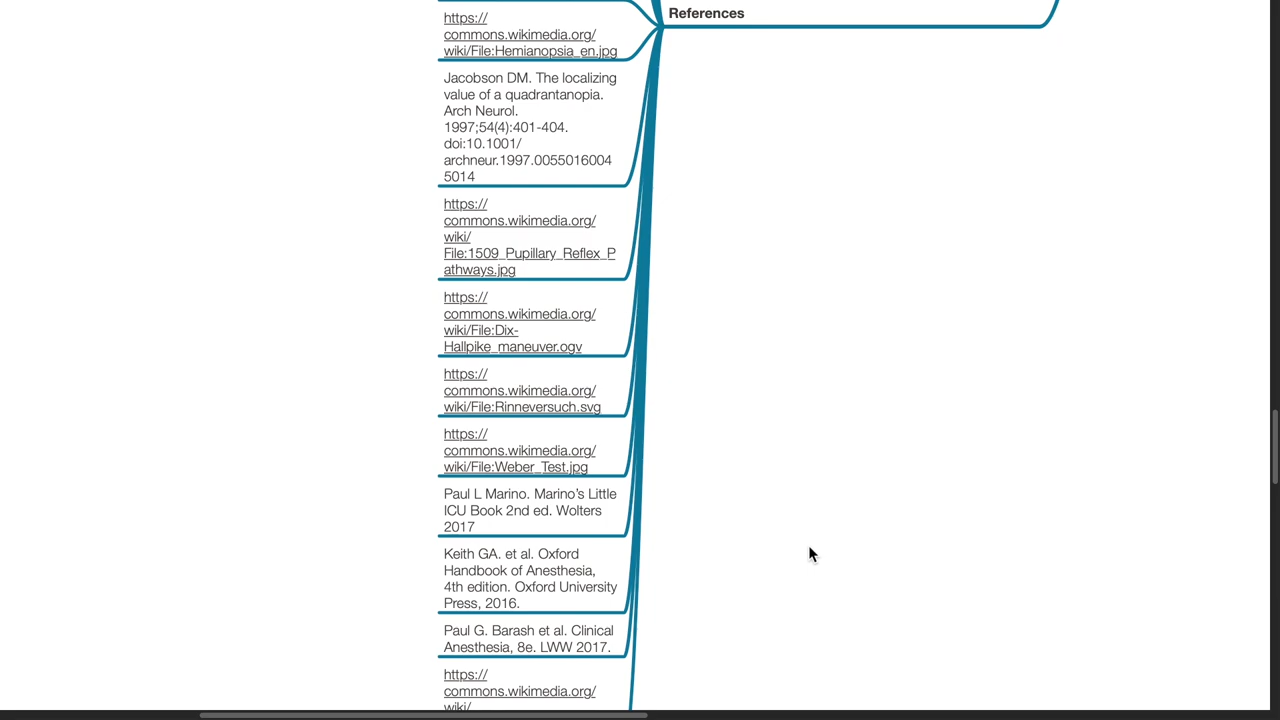 References
https://
commons.wikimedia.org/
wiki/File:Hemianopsia_en.jpg
Jacobson DM. The localizing
value of a quadrantanopia.
Arch Neurol.
1997;54(4):401-404.
doi:10.1001/
archneur.1997.0055016004
5014
https://
commons.wikimedia.org/
wiki/
File:1509_Pupillary_Reflex_P
athways.jpg
https://
commons.wikimedia.org/
wiki/File:Dix-
Hallpike_maneuver.ogv
https://
commons.wikimedia.org/
wiki/File:Rinneversuch.svg
https://
commons.wikimedia.org/
wiki/File:Weber_Test.jpg
Paul L Marino. Marino’s Little
ICU Book 2nd ed. Wolters
2017
Keith GA. et al. Oxford
Handbook of Anesthesia,
4th edition. Oxford University
Press, 2016.
Paul G. Barash et al. Clinical
Anesthesia, 8e. LWW 2017.
https://
commons.wikimedia.org/
wiki/